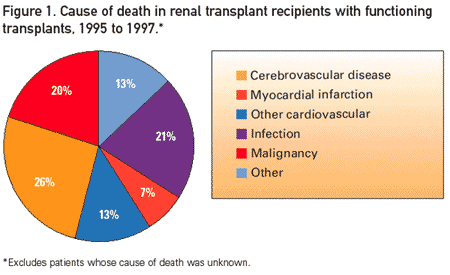 Figure 1. Cause of death in renal transplant recipients with functioning
transplants, 1995 to 1997.*
13%
20%
21%
26%
7%
13%
Cerebrovascular disease
Myocardial infarction
Other cardiovascular
Infection
Malignancy
Other
*Excludes patients whose cause of death was unknown.